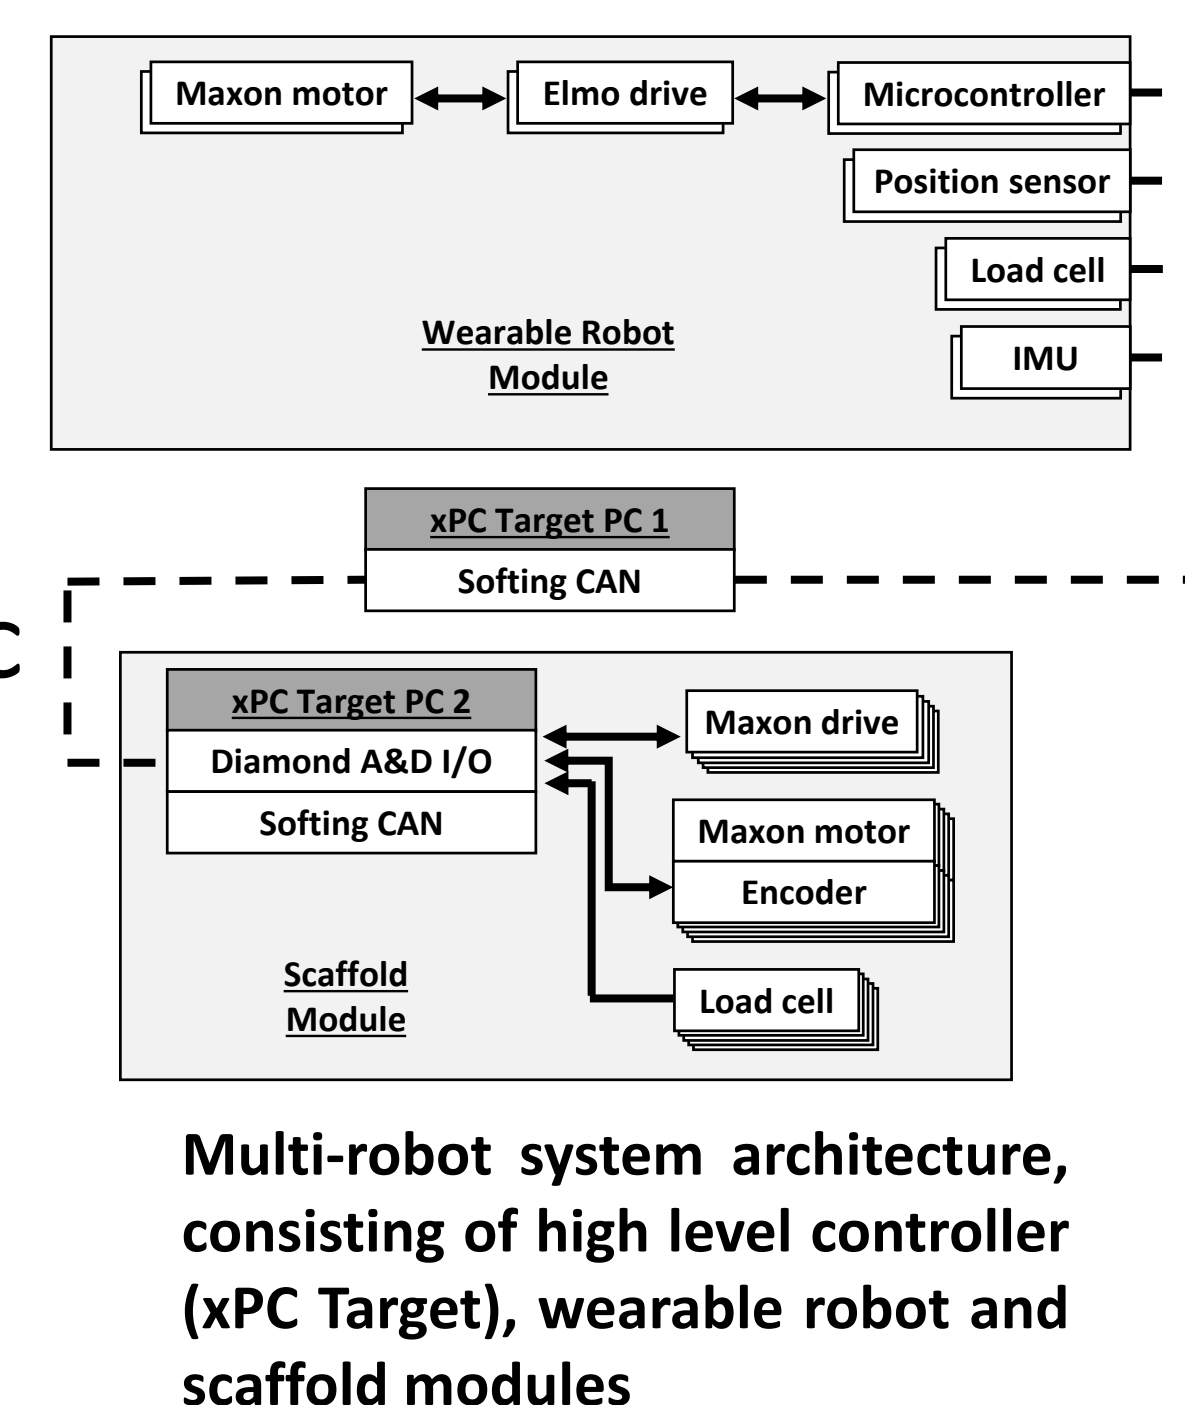 Maxon motor
Elmo drive
Microcontroller
Position sensor
Load cell
IMU
Wearable Robot
Module
xPC Target PC 1
Softing CAN
C
xPC Target PC 2
Diamond A&D I/O
Softing CAN
Maxon drive
Maxon motor
Encoder
Load cell
Scaffold
Module
Multi-robot system architecture,
consisting of high level controller
(xPC Target), wearable robot and
scaffold modules